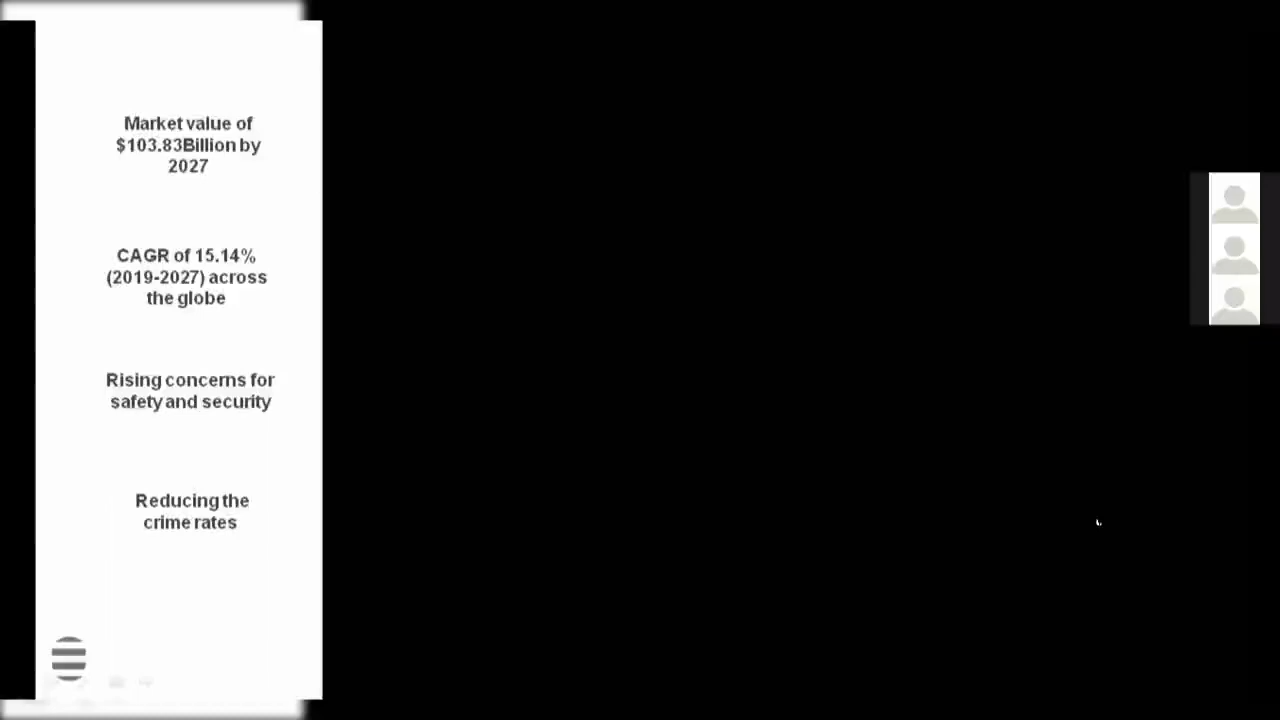 Market value of
$103.83Billion by
2027
CAGR of 15.14%
(2019-2027) across
the globe
Rising concerns for
safety and security
Reducing the
crime rates